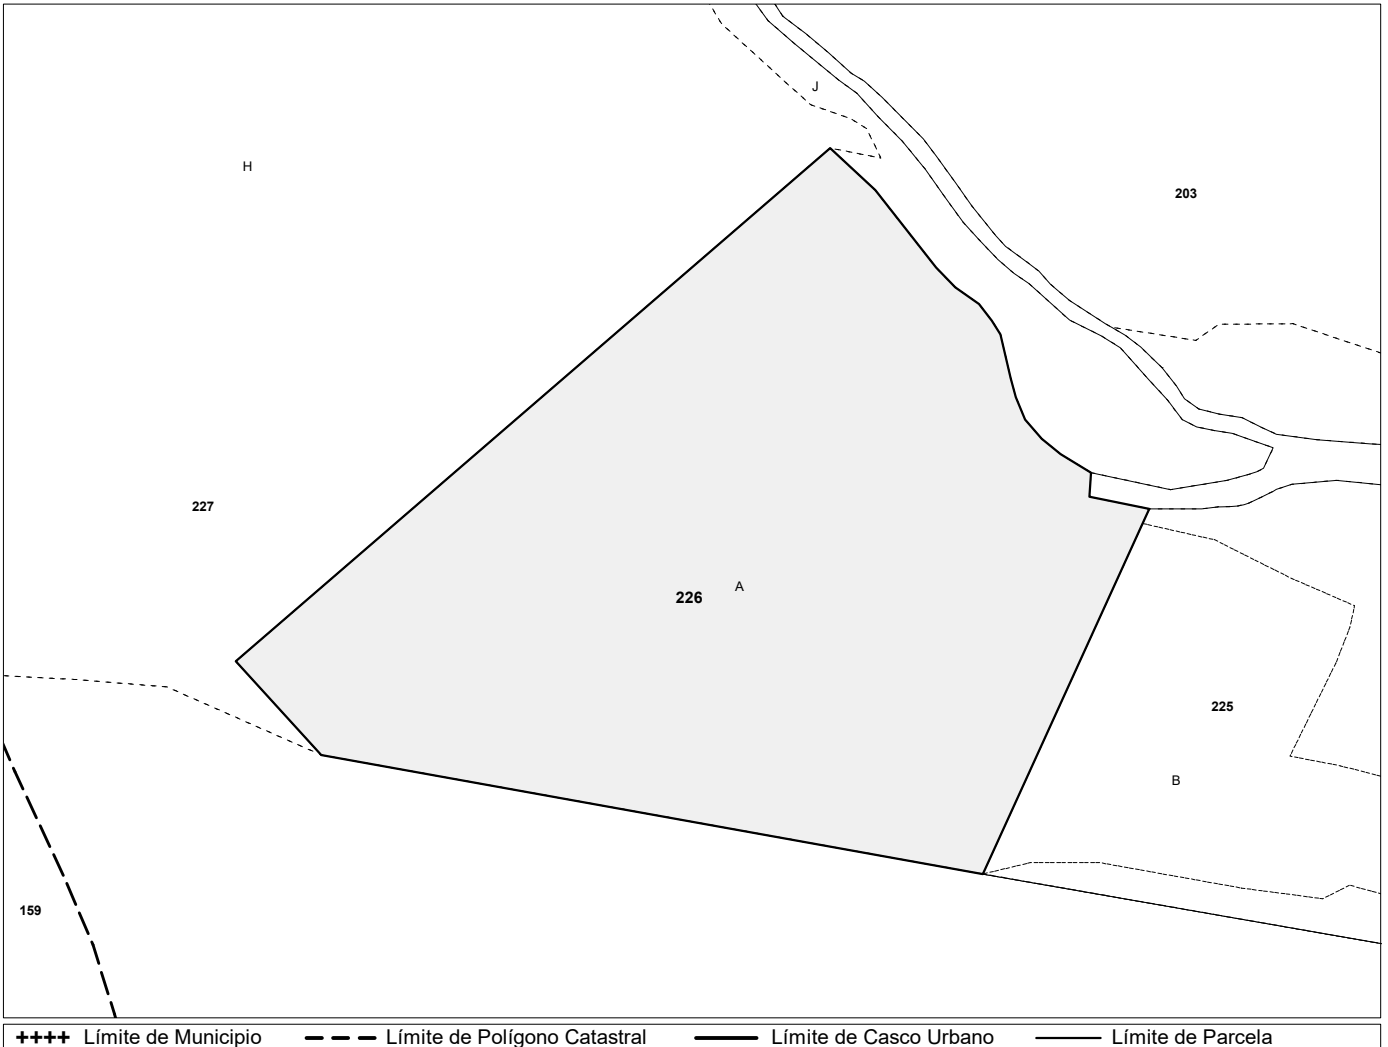 J
H
203
227
226
A
225
B
159
Límite de Municipio
Límite de Polígono Catastral
Límite de Casco Urbano
Límite de Parcela